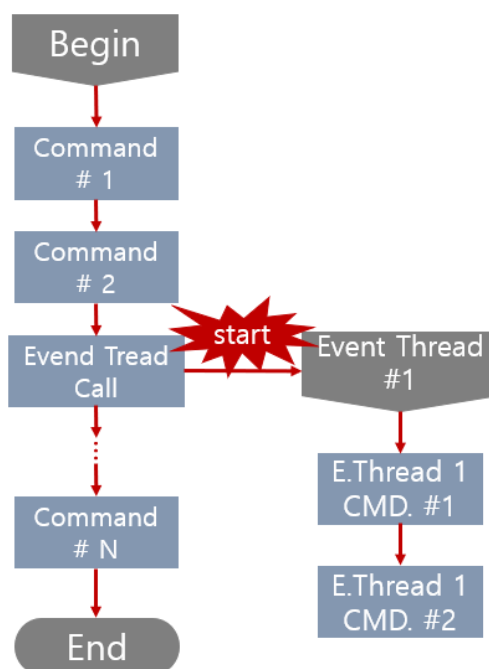 Begin
Command
# 1
Command
# 2
start
Evend Tread
Call
Event Thread
#1
E.Thread 1
CMD. #1
Command
# N
E.Thread 1
CMD. #2
End